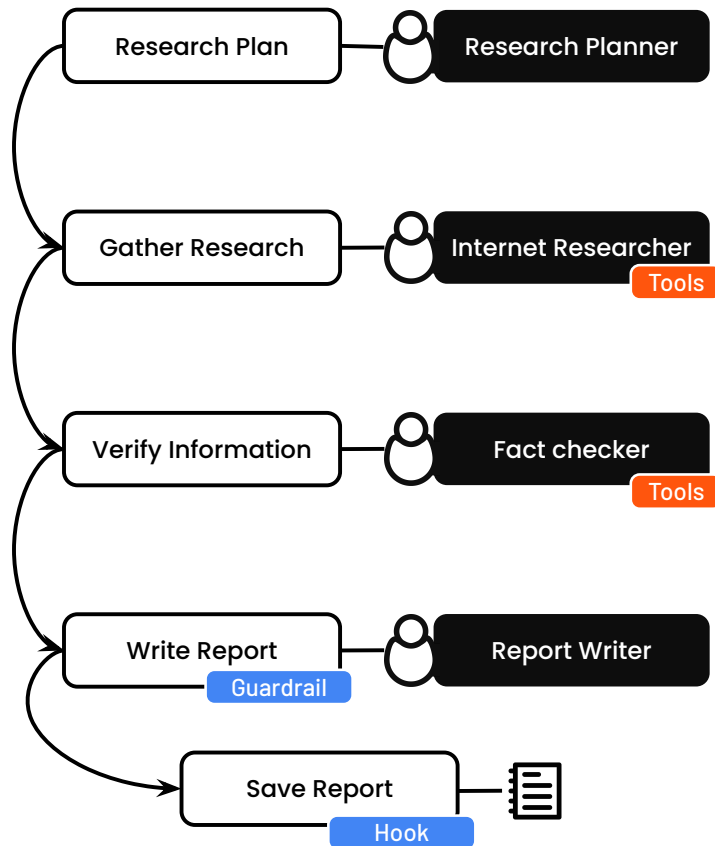 Research Plan
Research Planner
Gather Research
Internet Researcher
Tools
Verify Information
Fact checker
Tools
Write Report
Report Writer
Guardrail
Save Report
Hook